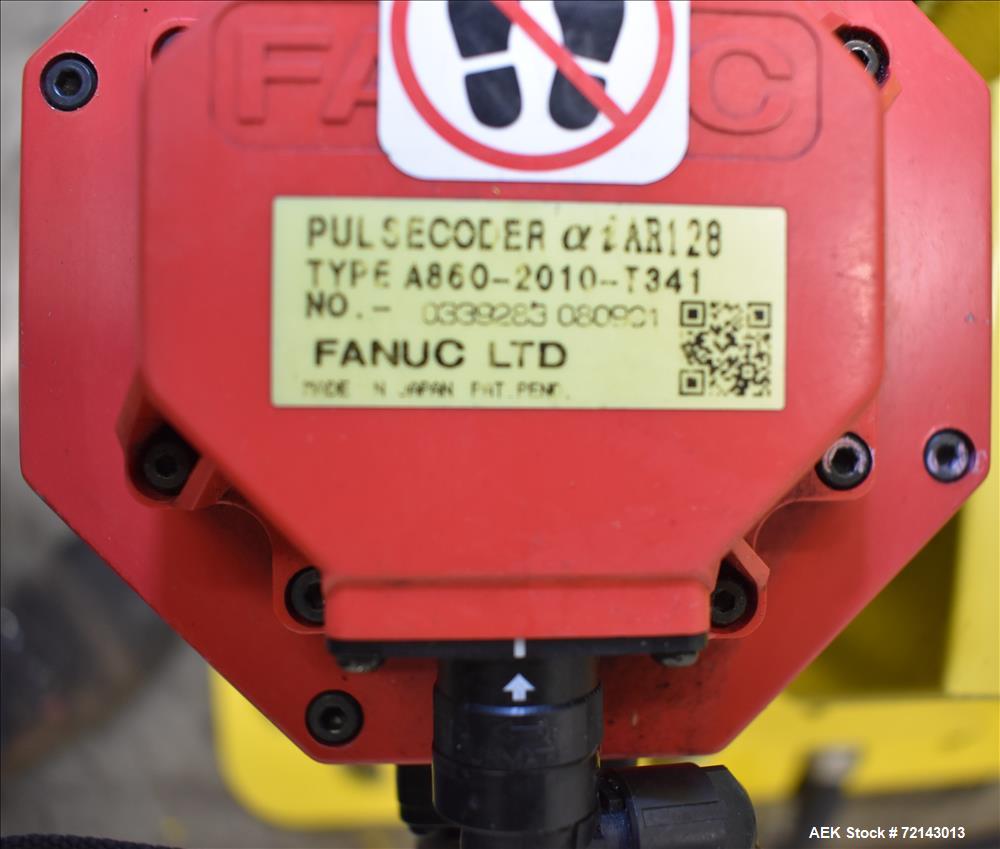 PULSECODER αiAR128
TYPE A860-2010-T341
NO.- 0339283 080901
FANUC LTD
MADE IN JAPAN PAT.PEND.
AEK Stock # 72143013